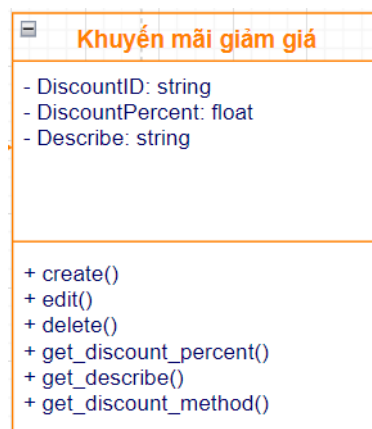 Khuyến mãi giảm giá
- DiscountID: string
- DiscountPercent: float
- Describe: string
+ create()
+ edit()
+ delete()
+ get_discount_percent()
+ get_describe()
+ get_discount_method()